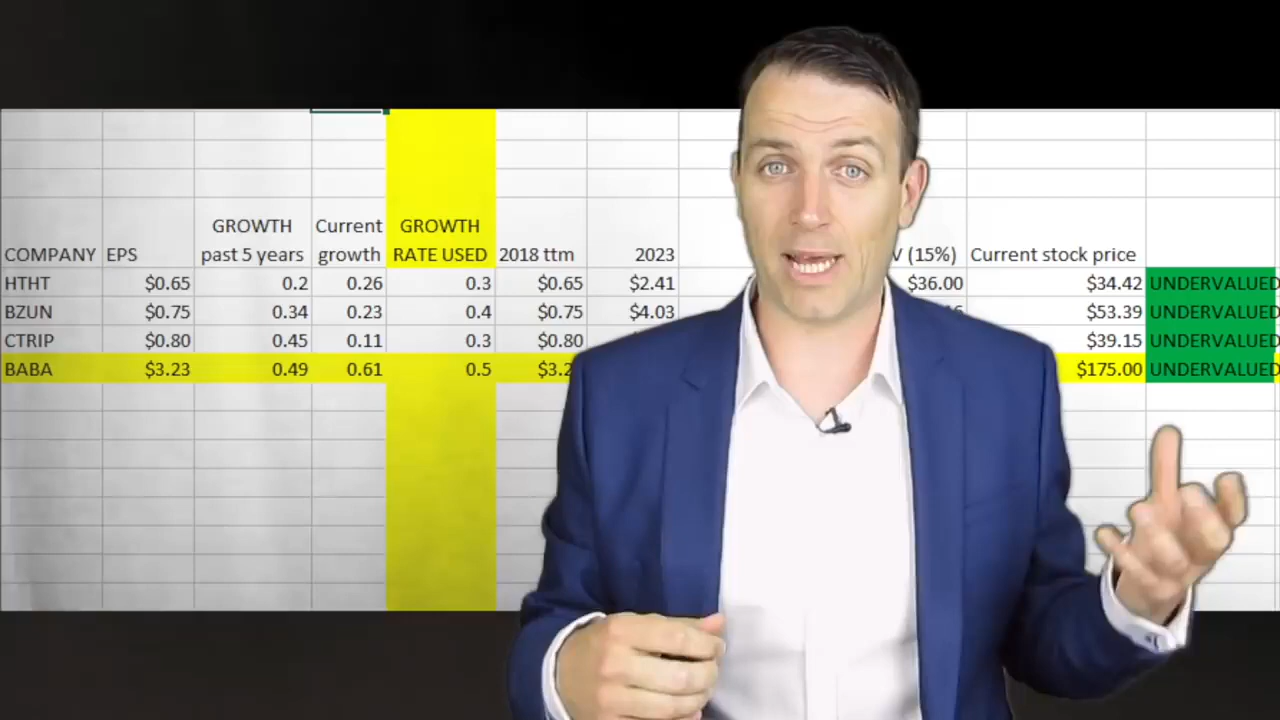 GROWTH Current GROWTH
COMPANY EPS past 5 years growth RATE USED 2018 ttm 2023 (15%) Current stock price
HTHT $0.65 0.2 0.26 0.3 $0.65 $2.41 $36.00 $34.42 UNDERVALUED
BZUN $0.75 0.34 0.23 0.4 $0.75 $4.03 $53.39 UNDERVALUED
CTRIP $0.80 0.45 0.11 0.3 $0.80 $39.15 UNDERVALUED
BABA $3.23 0.49 0.61 0.5 $175.00 UNDERVALUED